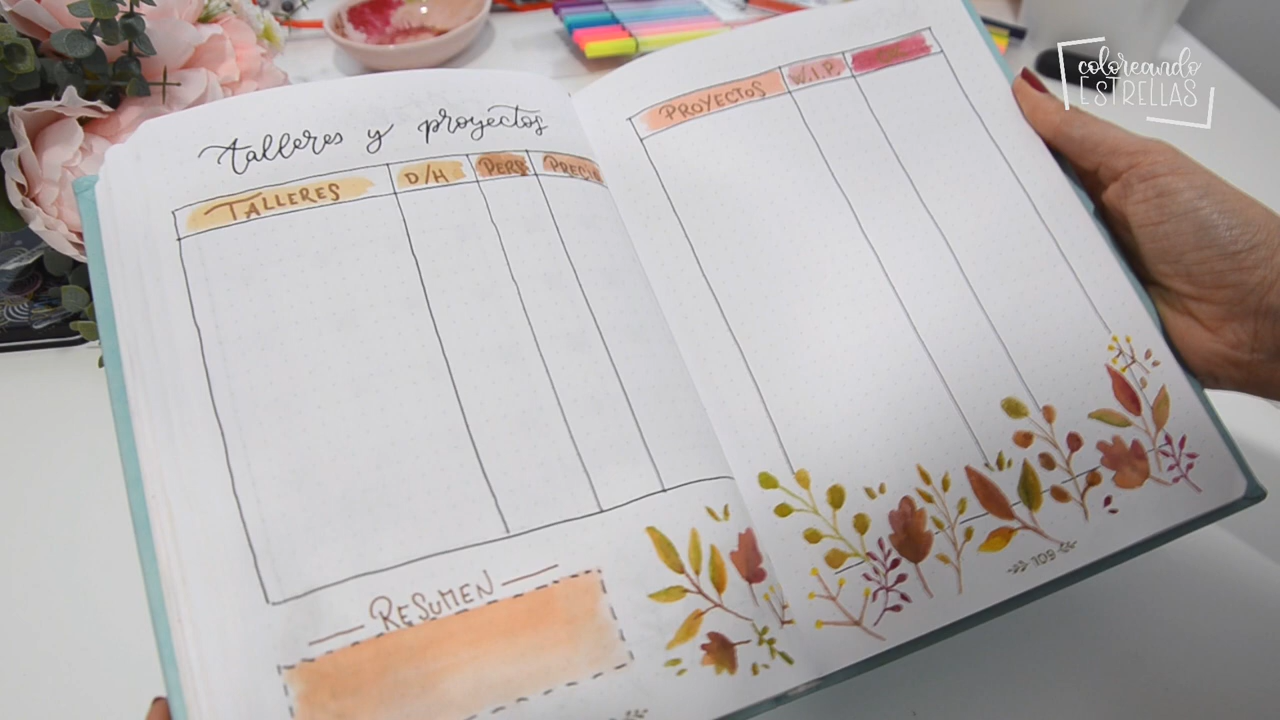 Talleres y proyectos
TALLERES D/H PERS PRECIO
RESUMEN
PROYECTOS W.I.P.
109
coloreando
ESTRELLAS